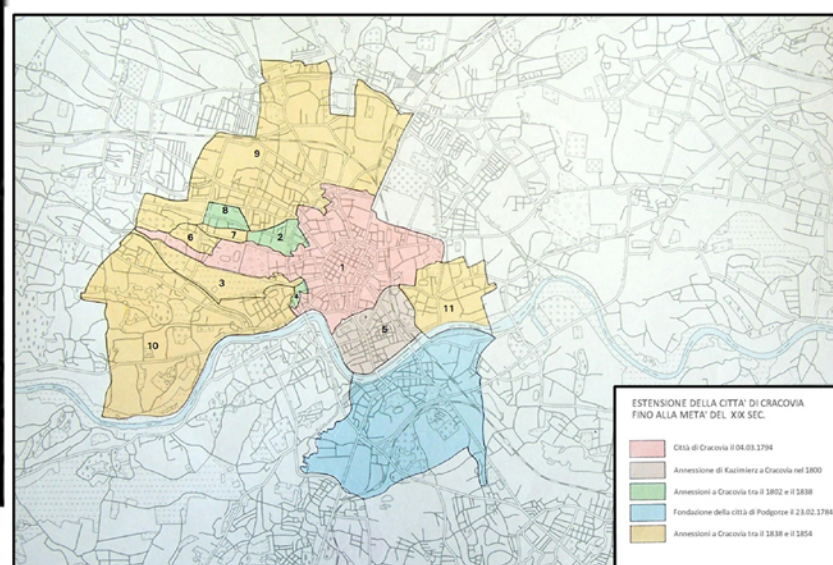 9
8
7
6
2
1
3
4
11
5
10
ESTENSIONE DELLA CITTA' DI CRACOVIA
FINO ALLA META' DEL XIX SEC.
Città di Cracovia il 04.03.1794
Annessione di Kazimierz a Cracovia nel 1800
Annessioni a Cracovia tra il 1802 e il 1838
Fondazione della città di Podgorze il 23.02.1784
Annessioni a Cracovia tra il 1838 e il 1854